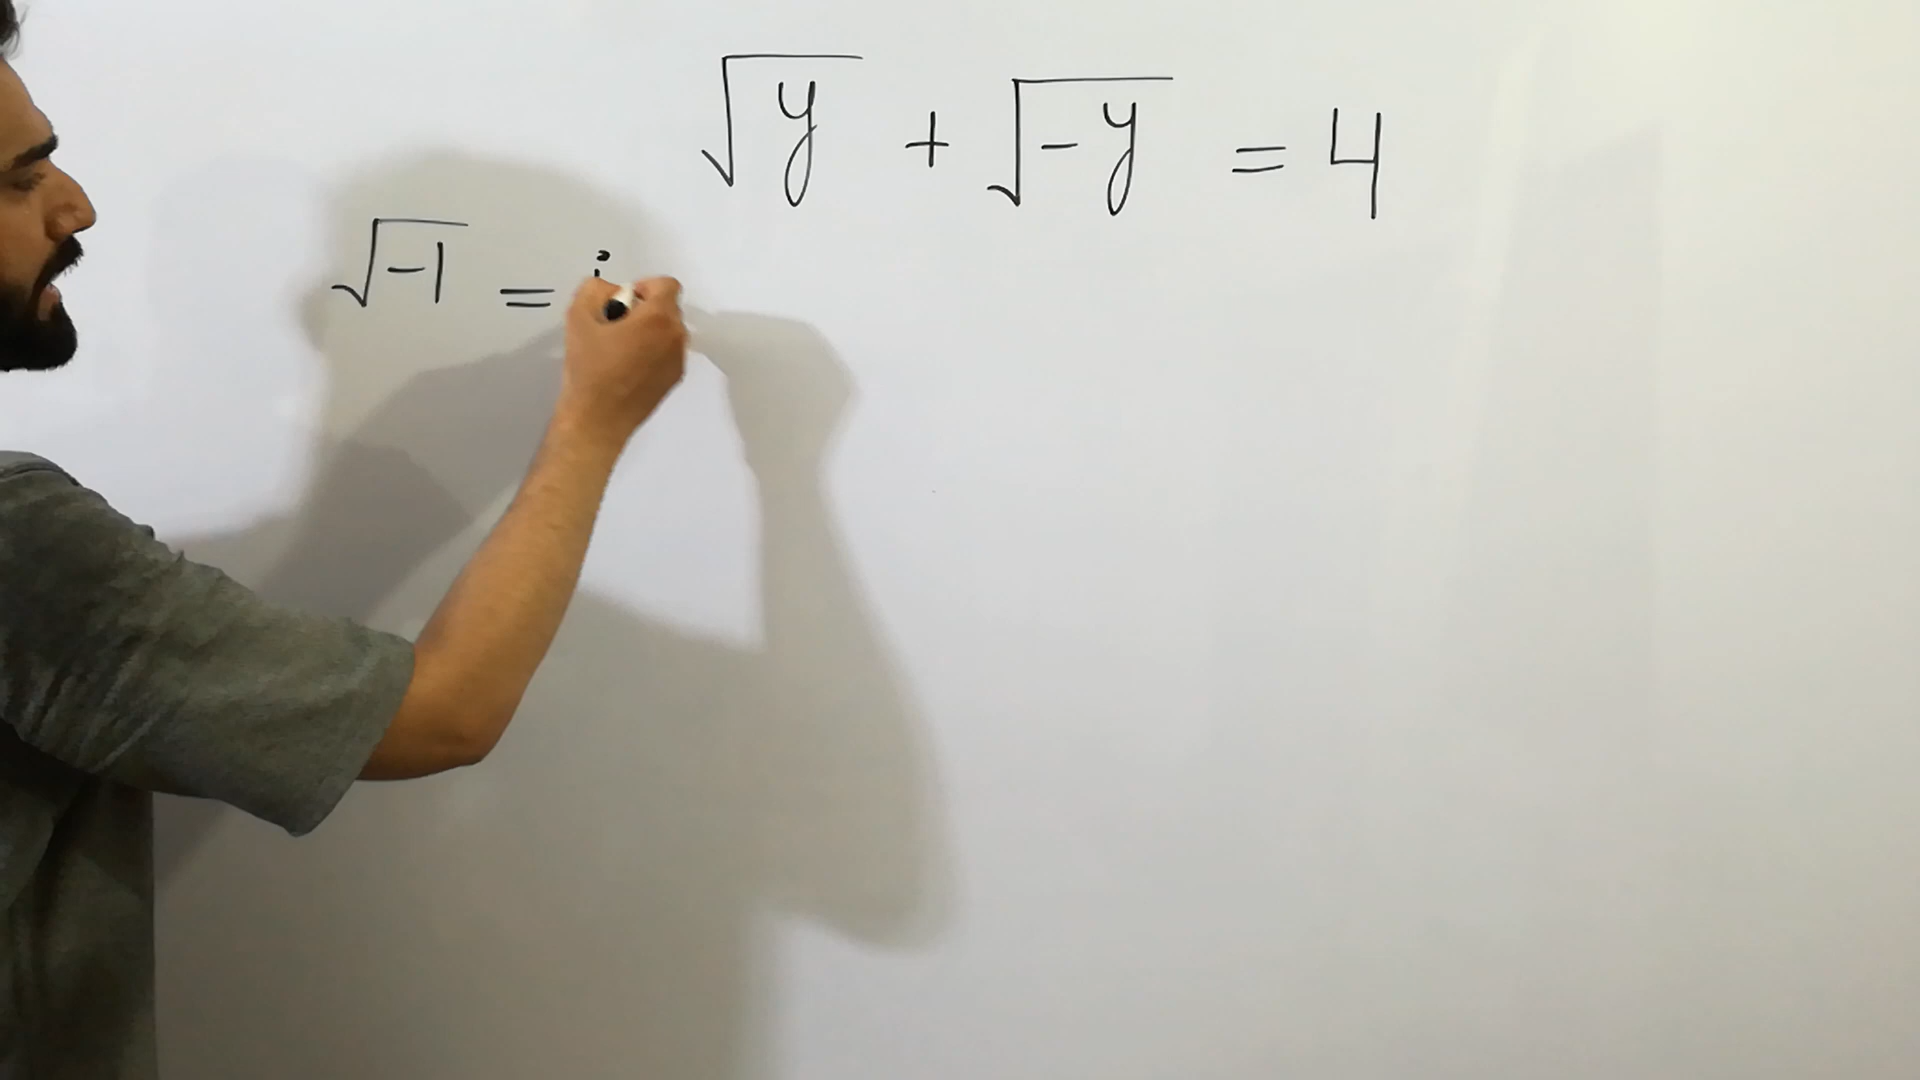 √y + √-y = 4
√-1 = i